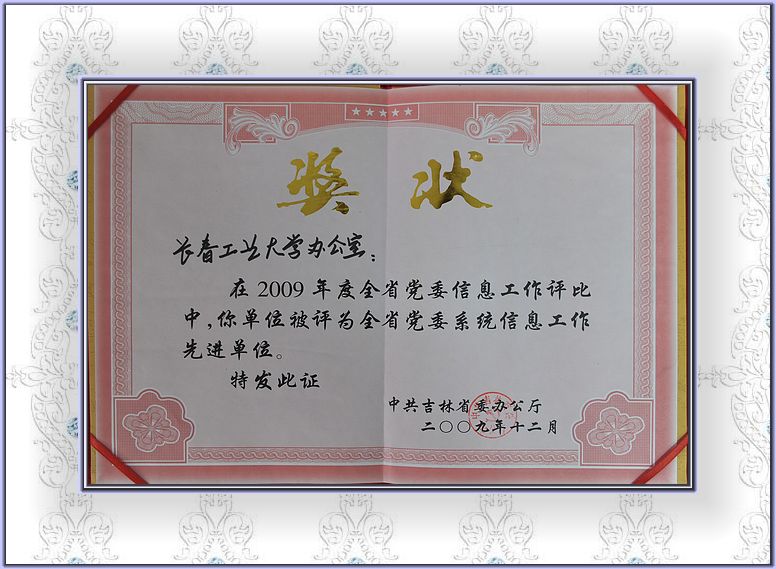 奖状
长春工业大学办公室：
在2009年度全省党委信息工作评比
中，你单位被评为全省党委系统信息工作
先进单位。
特发此证
中共吉林省委办公厅
二〇〇九年十二月